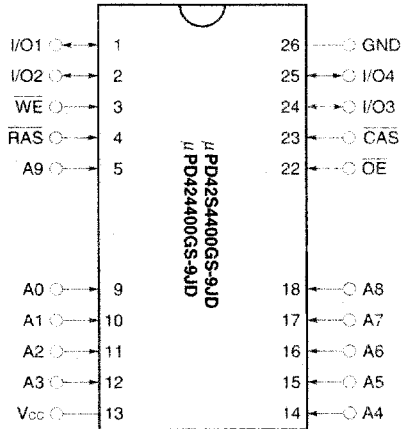 I/O1 1 26 GND
I/O2 2 25 I/O4
WE 3 24 I/O3
RAS 4 23 CAS
A9 5 22 OE
μPD42S4400GS-9JD
μPD424400GS-9JD
A0 9 18 A8
A1 10 17 A7
A2 11 16 A6
A3 12 15 A5
Vcc 13 14 A4